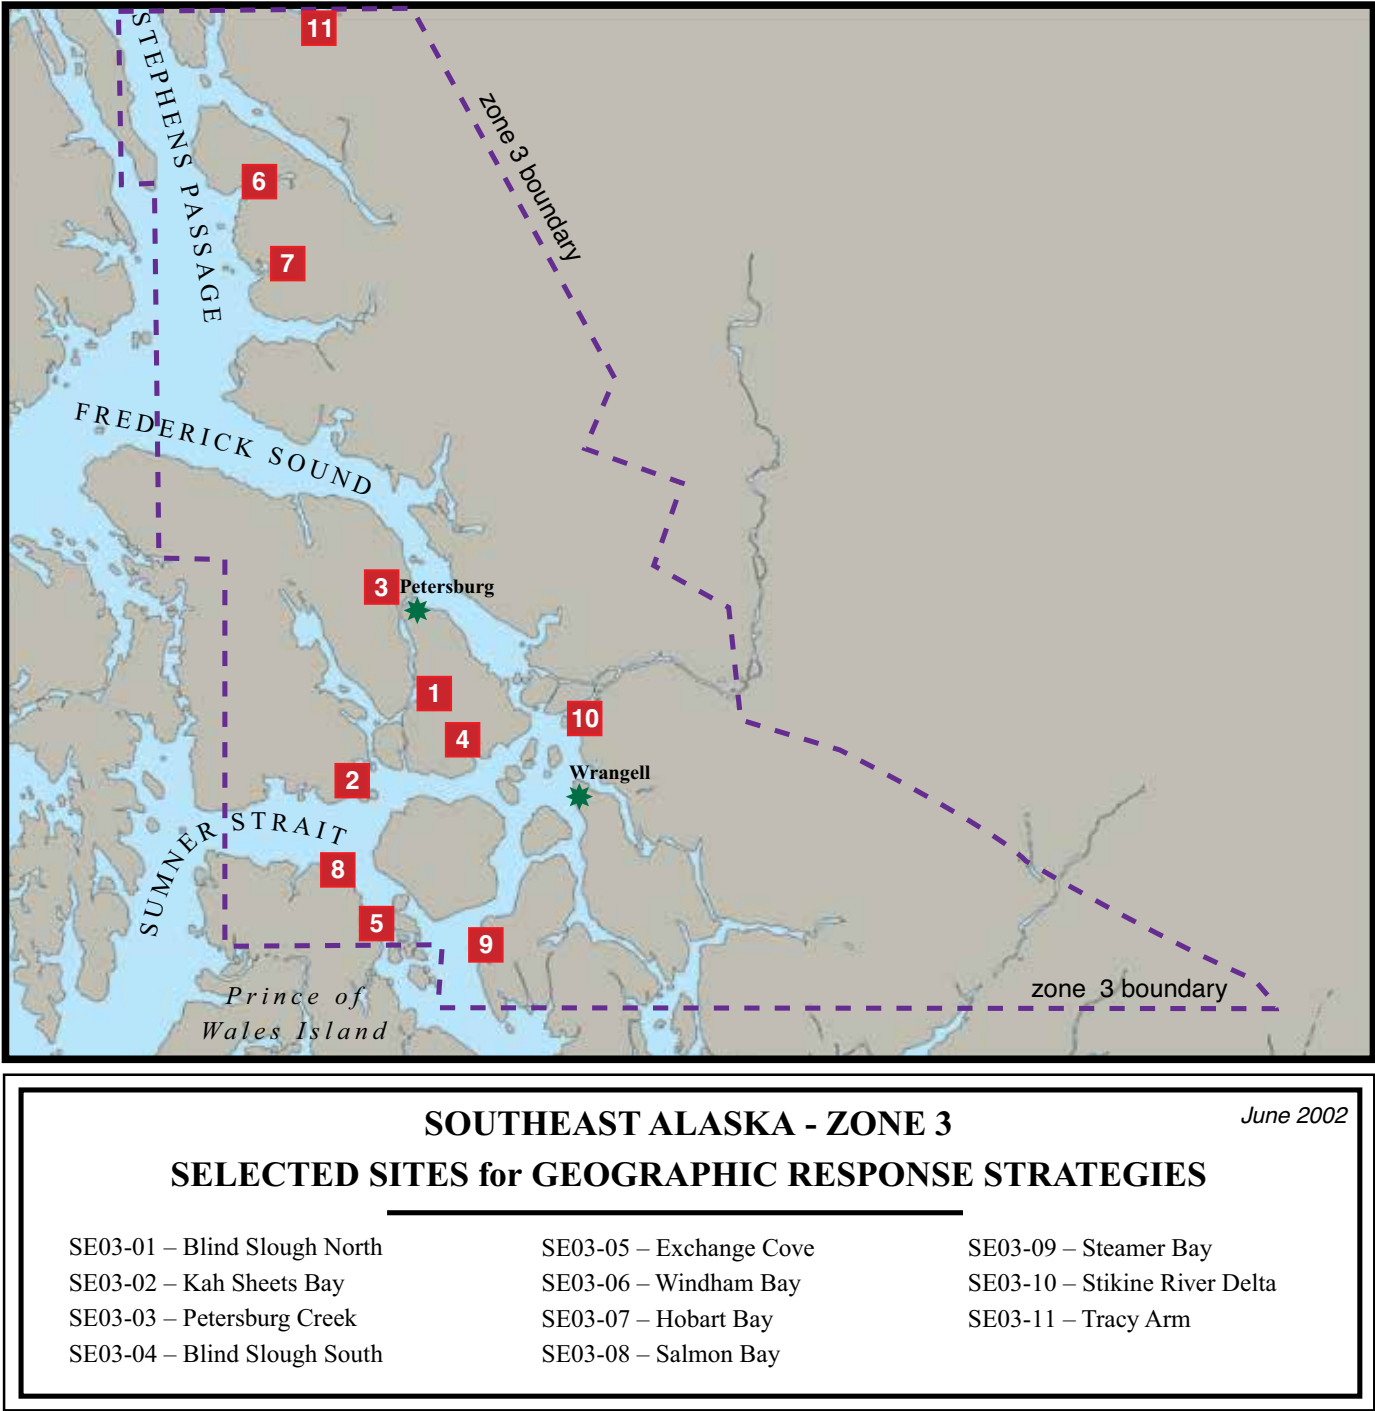 11
STEPHENS PASSAGE
zone 3 boundary
6
7
FREDERICK SOUND
3
Petersburg
1
10
4
Wrangell
2
SUMNER STRAIT
8
5
9
zone 3 boundary
Prince of
Wales Island
SOUTHEAST ALASKA - ZONE 3
June 2002
SELECTED SITES for GEOGRAPHIC RESPONSE STRATEGIES
SE03-01 – Blind Slough North
SE03-02 – Kah Sheets Bay
SE03-03 – Petersburg Creek
SE03-04 – Blind Slough South
SE03-05 – Exchange Cove
SE03-06 – Windham Bay
SE03-07 – Hobart Bay
SE03-08 – Salmon Bay
SE03-09 – Steamer Bay
SE03-10 – Stikine River Delta
SE03-11 – Tracy Arm